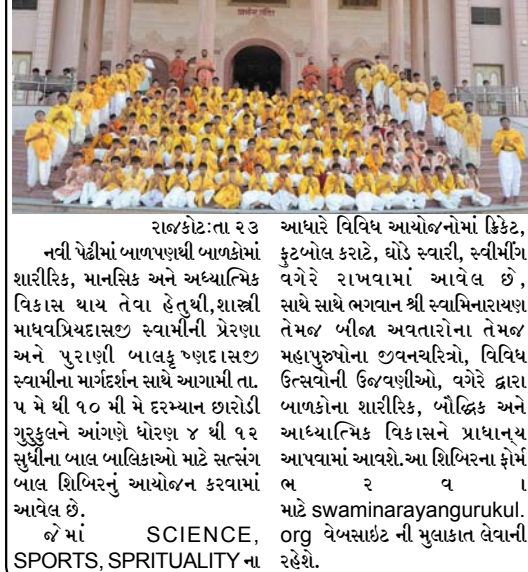 પ્રાર્થના મંદિર
રાજકોટ:તા ૨૩
નવી પેઢીમાં બાળપણથી બાળકોમાં
શારીરિક, માનસિક અને અધ્યાત્મિક
વિકાસ થાય તેવા હેતુથી,શાસ્ત્રી
માધવપ્રિયદાસજી સ્વામીની પ્રેરણા
અને પુરાણી બાલકૃષ્ણદાસજી
સ્વામીના માર્ગદર્શન સાથે આગામી તા.
૫ મે થી ૧૦ મી મે દરમ્યાન છારોડી
ગુરુકુલને આંગણે ધોરણ ૪ થી ૧૨
સુધીના બાલ બાલિકાઓ માટે સત્સંગ
બાલ શિબિરનું આયોજન કરવામાં
આવેલ છે.
જેમાં SCIENCE,
SPORTS, SPRITUALITY ના
આધારે વિવિધ આયોજનોમાં ક્રિકેટ,
ફુટબોલ કરાટે, ઘોડે સ્વારી, સ્વીમીંગ
વગેરે રાખવામાં આવેલ છે,
સાથે સાથે ભગવાન શ્રી સ્વામિનારાયણ
તેમજ બીજા અવતારોના તેમજ
મહાપુરુષોના જીવનચરિત્રો, વિવિધ
ઉત્સવોની ઉજવણીઓ, વગેરે દ્વારા
બાળકોના શારીરિક, બૌદ્ધિક અને
આધ્યાત્મિક વિકાસને પ્રાધાન્ય
આપવામાં આવશે.આ શિબિરના ફોર્મ
ભ ર વ ા
માટે swaminarayangurukul.
org વેબસાઇટ ની મુલાકાત લેવાની
રહેશે.